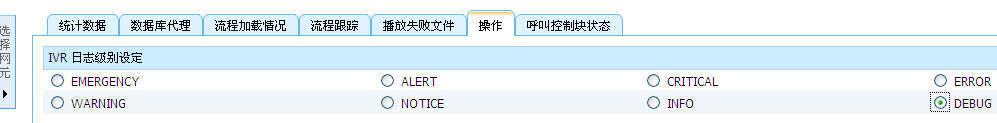 选择网元
统计数据 数据库代理 流程加载情况 流程跟踪 播放失败文件 操作 呼叫控制块状态
IVR 日志级别设定
EMERGENCY ALERT CRITICAL ERROR
WARNING NOTICE INFO DEBUG